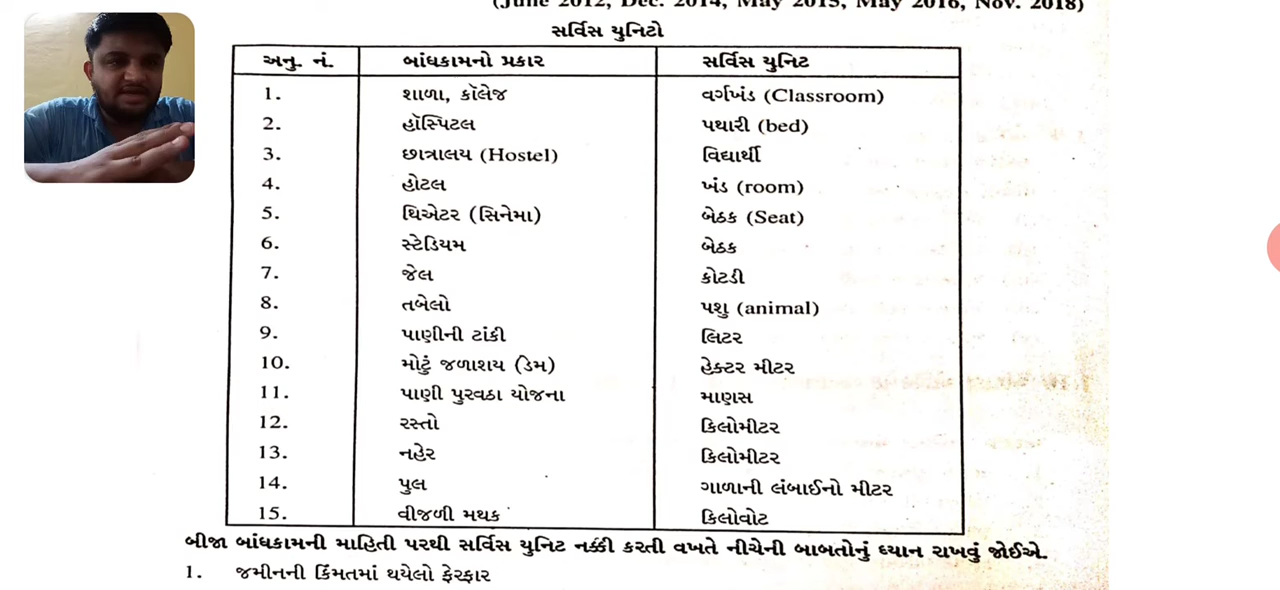 (June 2012, Dec. 2014, May 2015, May 2016, Nov. 2018)
સર્વિસ યુનિટો
અનુ. નં. બાંધકામનો પ્રકાર સર્વિસ યુનિટ
1. શાળા, કૉલેજ વર્ગખંડ (Classroom)
2. હૉસ્પિટલ પથારી (bed)
3. છાત્રાલય (Hostel) વિદ્યાર્થી
4. હોટલ ખંડ (room)
5. થિએટર (સિનેમા) બેઠક (Seat)
6. સ્ટેડિયમ બેઠક
7. જેલ કોટડી
8. તબેલો પશુ (animal)
9. પાણીની ટાંકી લિટર
10. મોટું જળાશય (ડેમ) હેક્ટર મીટર
11. પાણી પુરવઠા યોજના માણસ
12. રસ્તો કિલોમીટર
13. નહેર કિલોમીટર
14. પુલ ગાળાની લંબાઈનો મીટર
15. વીજળી મથક કિલોવોટ
બીજા બાંધકામની માહિતી પરથી સર્વિસ યુનિટ નક્કી કરતી વખતે નીચેની બાબતોનું ધ્યાન રાખવું જોઈએ.
1. જમીનની કિંમતમાં થયેલો ફેરફાર